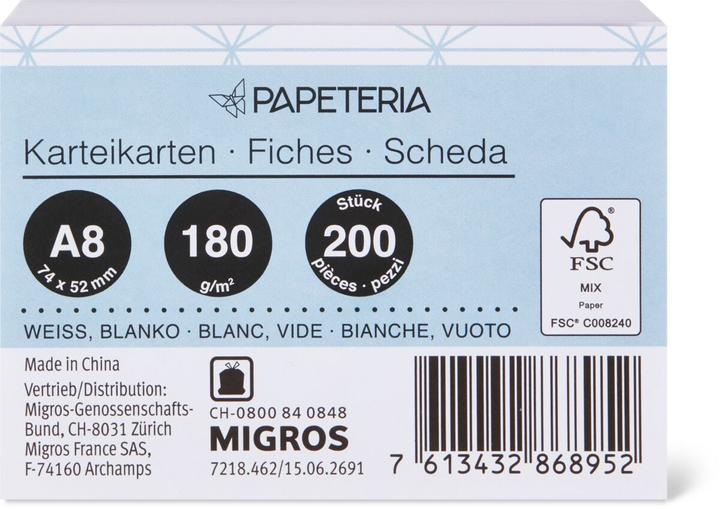 PAPETERIA
Karteikarten · Fiches · Scheda
A8
74 x 52 mm
180
g/m²
Stück
200
pièces · pezzi
FSC®
MIX
Paper
FSC® C008240
WEISS, BLANKO · BLANC, VIDE · BIANCHE, VUOTO
Made in China
Vertrieb/Distribution:
Migros-Genossenschafts-
Bund, CH-8031 Zürich
Migros France SAS,
F-74160 Archamps
CH-0800 84 0848
MIGROS
7218.462/15.06.2691
7 613432 868952